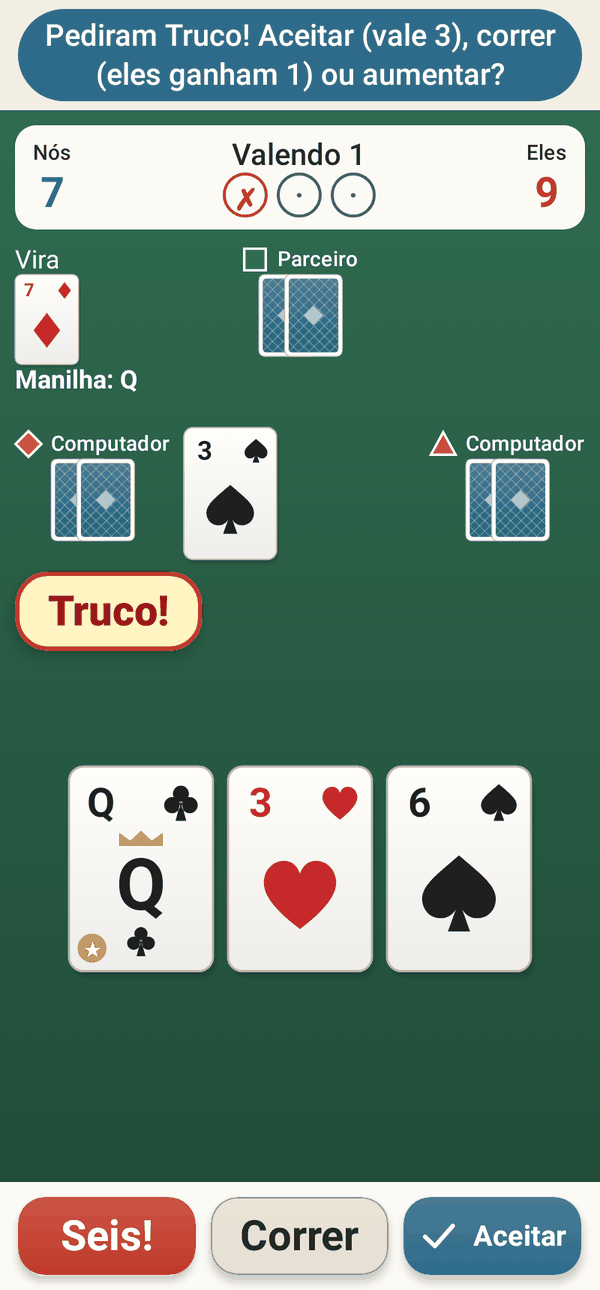 Pediram Truco! Aceitar (vale 3), correr
(eles ganham 1) ou aumentar?
Nós
Valendo 1
Eles
7
✗
9
Vira
Parceiro
7
Manilha: Q
Computador
3
Computador
Truco!
Q
Q
3
6
Seis!
Correr
Aceitar